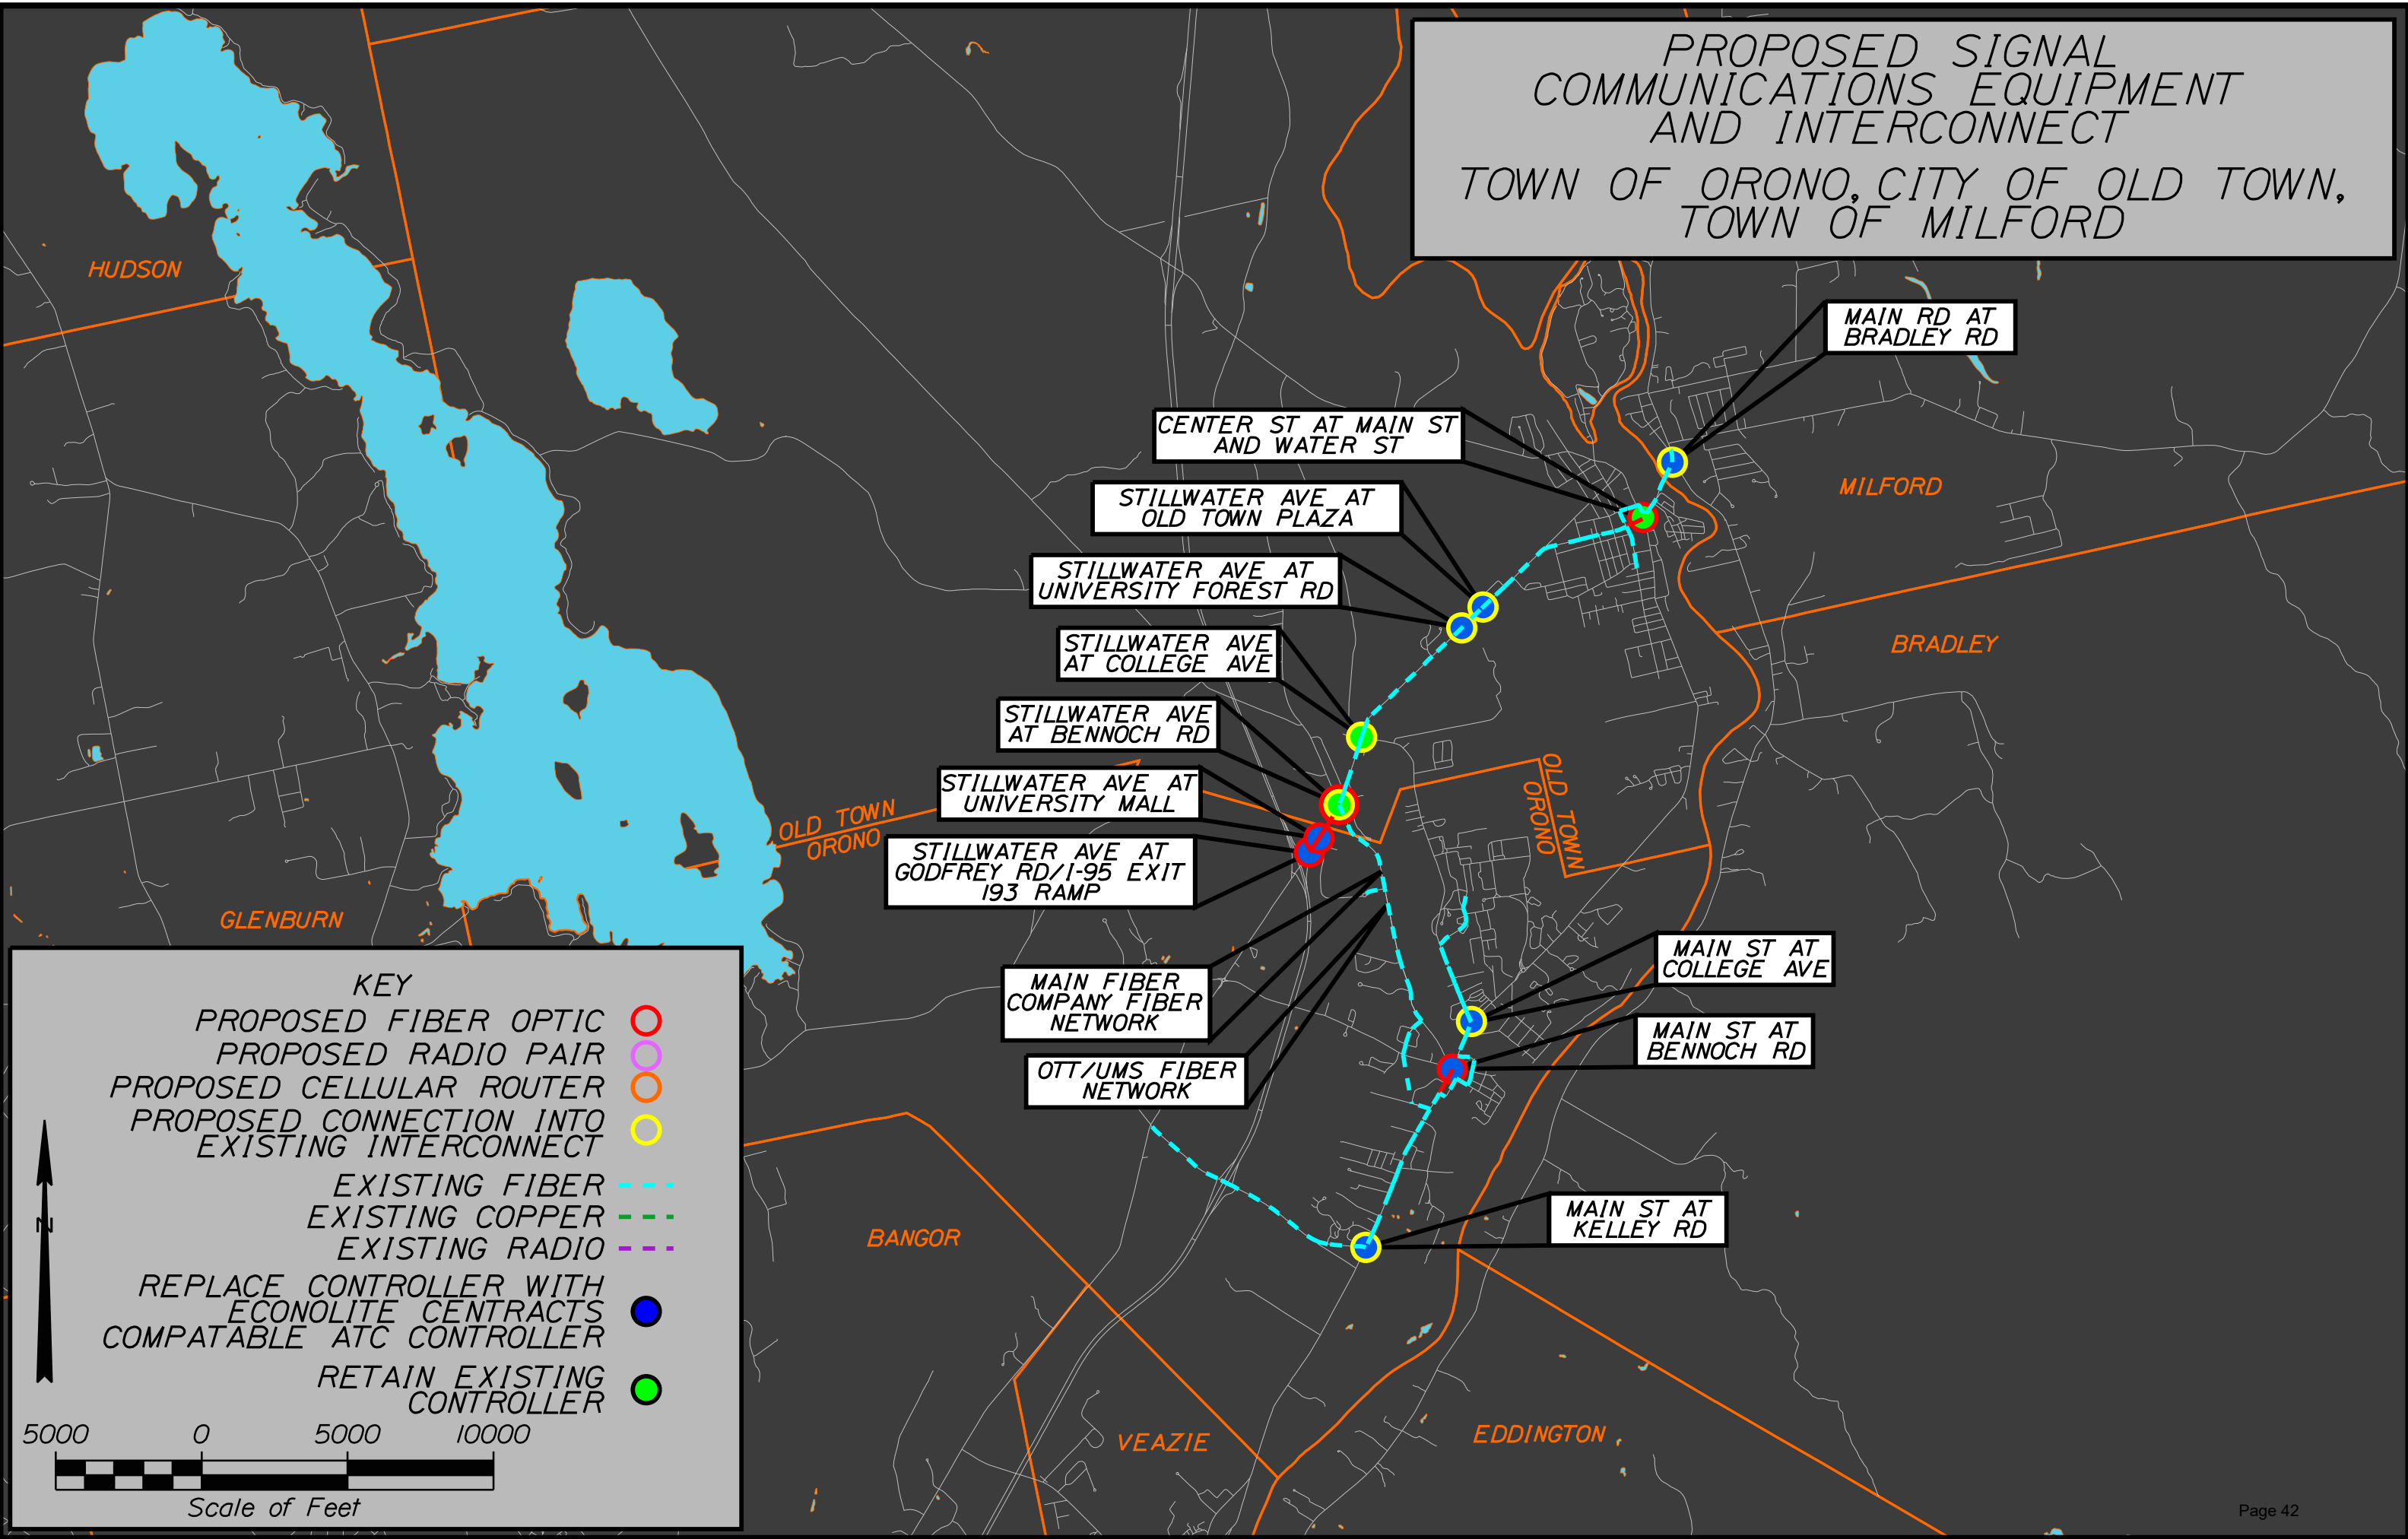 PROPOSED SIGNAL
COMMUNICATIONS EQUIPMENT
AND INTERCONNECT
TOWN OF ORONO, CITY OF OLD TOWN,
TOWN OF MILFORD
HUDSON
MAIN RD AT
BRADLEY RD
CENTER ST AT MAIN ST
AND WATER ST
MILFORD
STILLWATER AVE AT
OLD TOWN PLAZA
STILLWATER AVE AT
UNIVERSITY FOREST RD
BRADLEY
STILLWATER AVE
AT COLLEGE AVE
STILLWATER AVE
AT BENNOCH RD
STILLWATER AVE AT
UNIVERSITY MALL
OLD TOWN
ORONO
OLD TOWN
ORONO
STILLWATER AVE AT
GODFREY RD/I-95 EXIT
193 RAMP
GLENBURN
MAIN FIBER
COMPANY FIBER
NETWORK
MAIN ST AT
COLLEGE AVE
MAIN ST AT
BENNOCH RD
OTT/UMS FIBER
NETWORK
MAIN ST AT
KELLEY RD
BANGOR
VEAZIE
EDDINGTON
KEY
PROPOSED FIBER OPTIC
PROPOSED RADIO PAIR
PROPOSED CELLULAR ROUTER
PROPOSED CONNECTION INTO
EXISTING INTERCONNECT
EXISTING FIBER
EXISTING COPPER
EXISTING RADIO
REPLACE CONTROLLER WITH
ECONOLITE CENTRACTS
COMPATABLE ATC CONTROLLER
RETAIN EXISTING
CONTROLLER
N
5000 0 5000 10000
Scale of Feet
Page 42